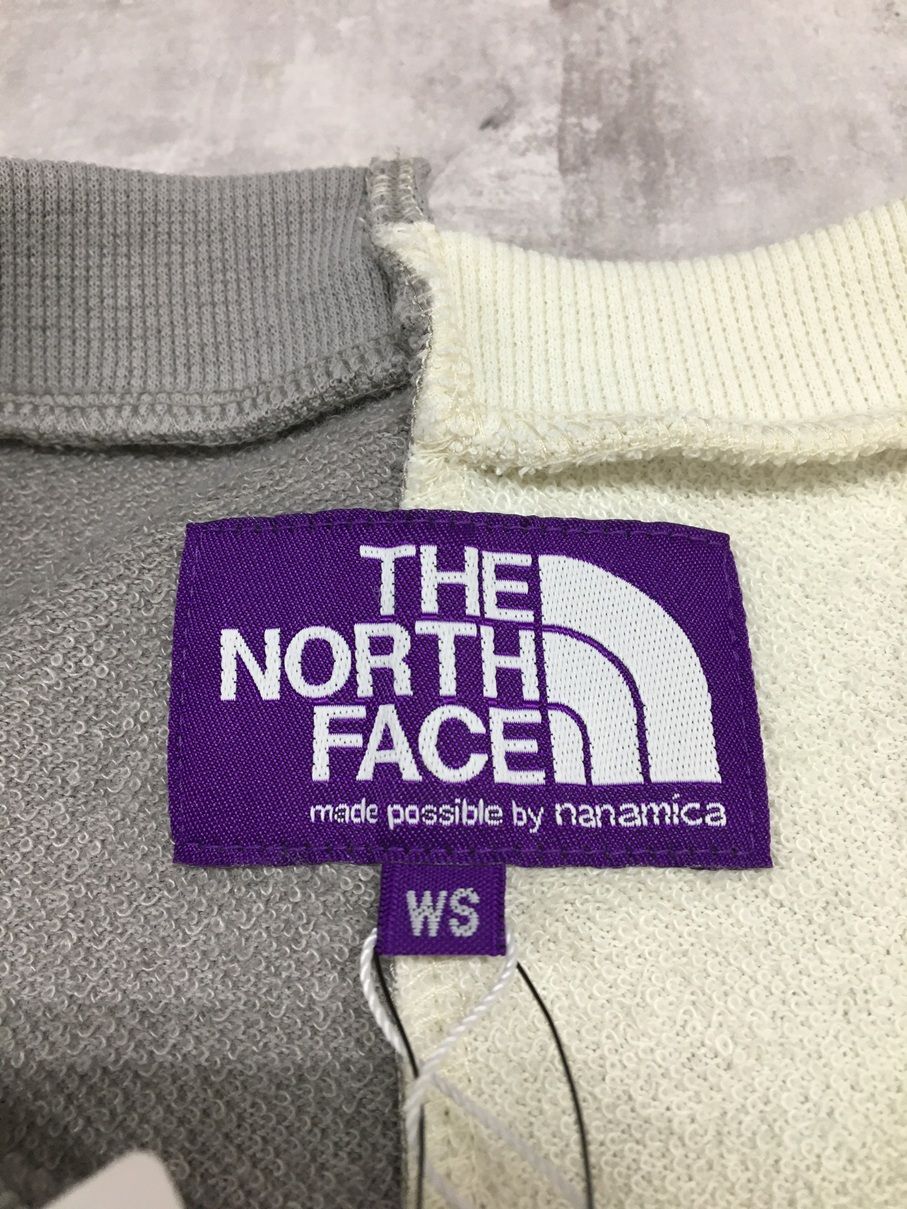 THE
NORTH
FACE
made possible by nanamica
WS